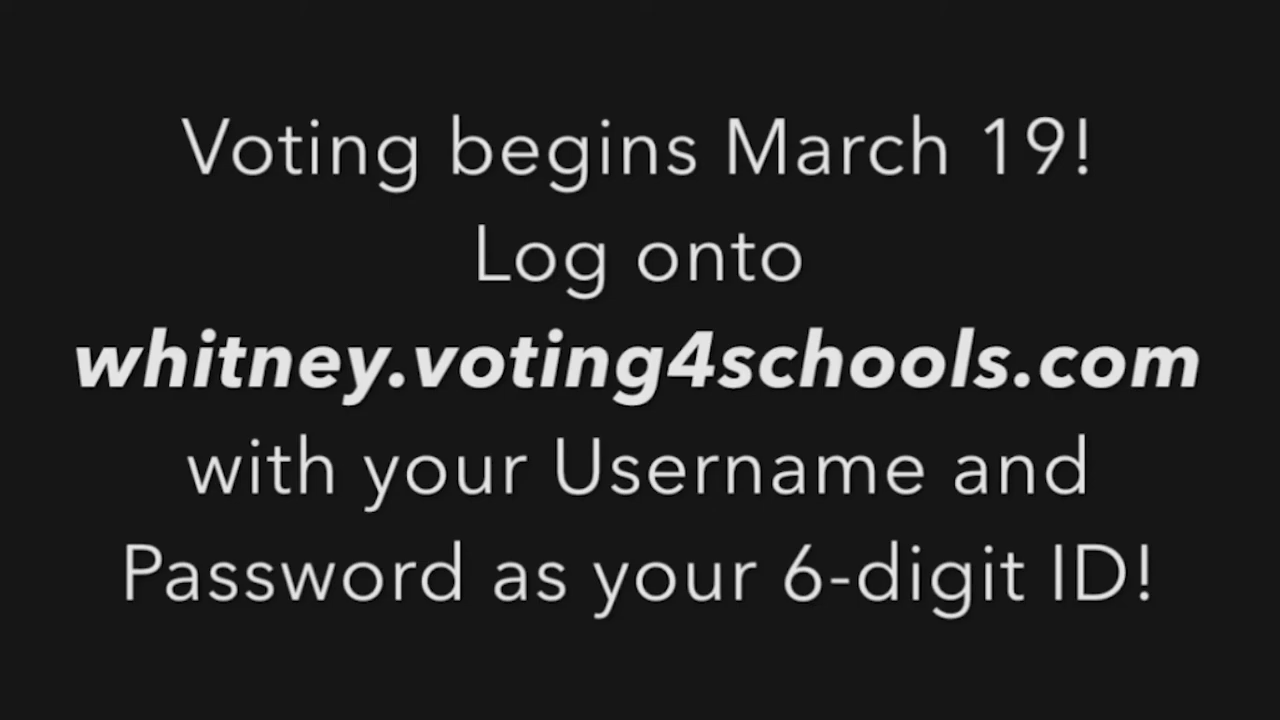 Voting begins March 19!
Log onto
whitney.voting4schools.com
with your Username and
Password as your 6-digit ID!